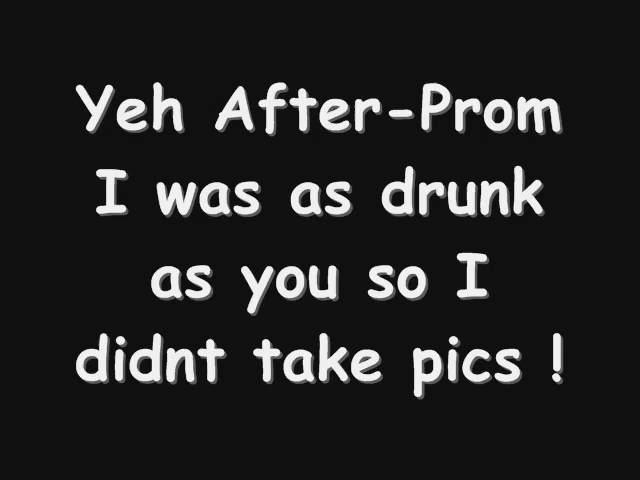 Yeh After-Prom
I was as drunk
as you so I
didnt take pics !